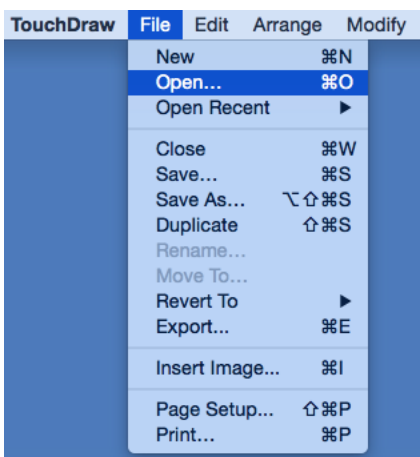 TouchDraw File Edit Arrange Modify
New ⌘N
Open... ⌘O
Open Recent ▶
Close ⌘W
Save... ⌘S
Save As... ⌥⇧⌘S
Duplicate ⇧⌘S
Rename...
Move To...
Revert To ▶
Export... ⌘E
Insert Image... ⌘I
Page Setup... ⇧⌘P
Print... ⌘P